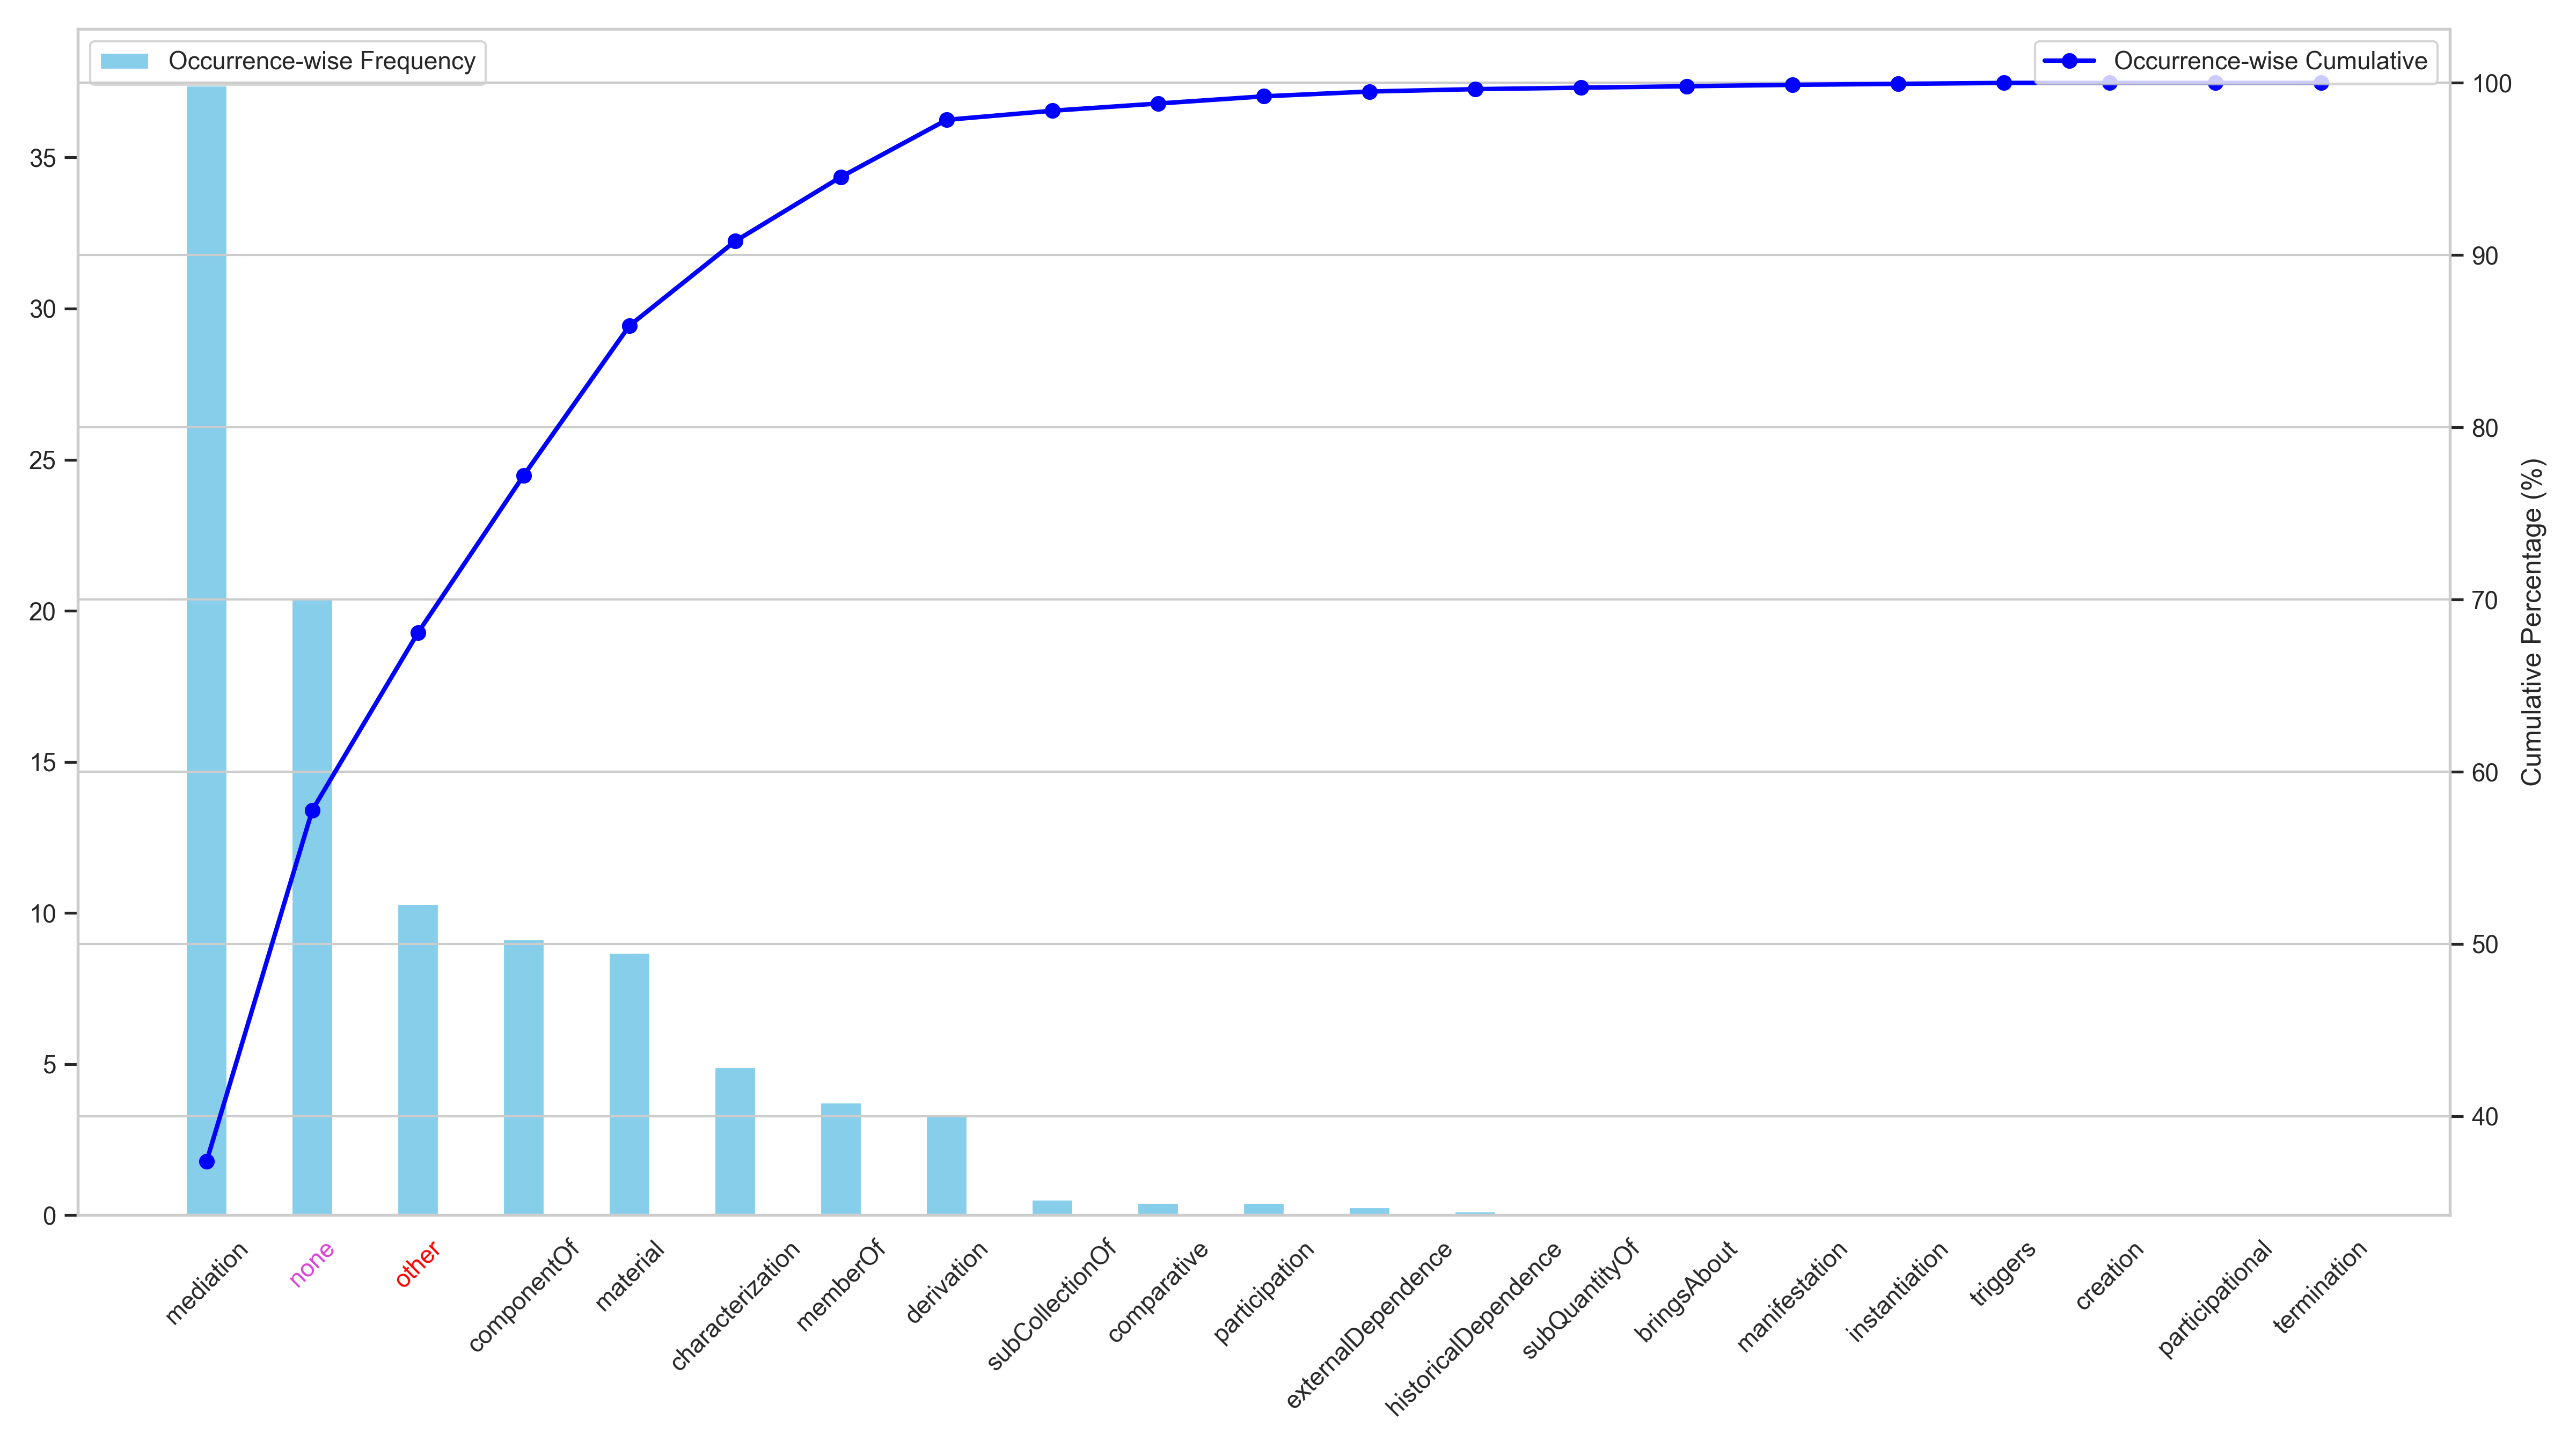 Occurrence-wise Frequency
Occurrence-wise Cumulative
35
30
25
20
15
10
5
0
100
90
80
70
60
50
40
Cumulative Percentage (%)
mediation
none
other
componentOf
material
characterization
memberOf
derivation
subCollectionOf
comparative
participation
externalDependence
historicalDependence
subQuantityOf
bringsAbout
manifestation
instantiation
triggers
creation
participational
termination